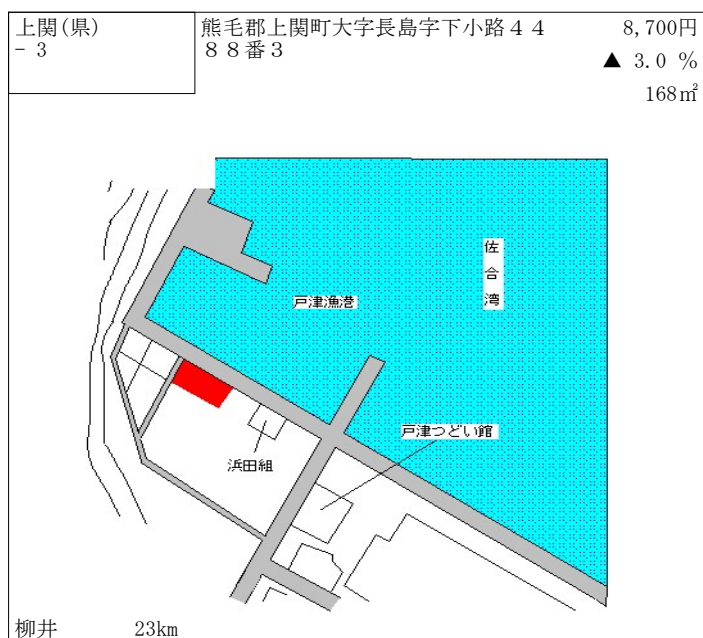 上関(県)
- 3
熊毛郡上関町大字長島字下小路４４
８８番３
8,700円
▲ 3.0 %
168㎡
佐合湾
戸津漁港
戸津つどい館
浜田組
柳井 23km